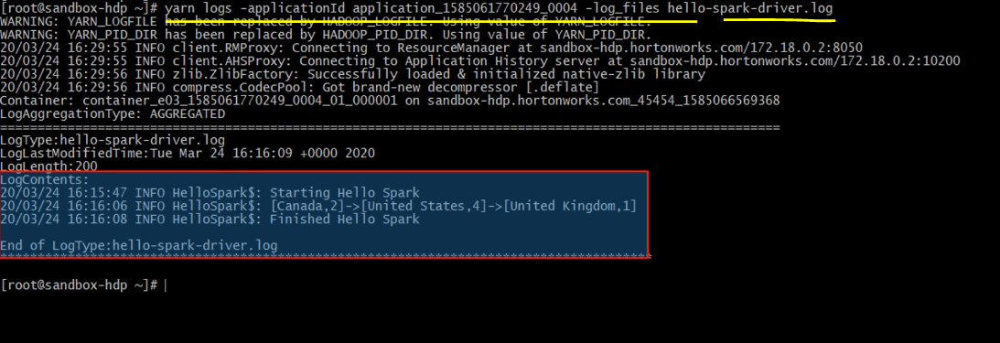 [root@sandbox-hdp ~]# yarn logs -applicationId application_1585061770249_0004 -log_files hello-spark-driver.log
WARNING: YARN_LOGFILE has been replaced by HADOOP_LOGFILE. Using value of YARN_LOGFILE.
WARNING: YARN_PID_DIR has been replaced by HADOOP_PID_DIR. Using value of YARN_PID_DIR.
20/03/24 16:29:55 INFO client.RMProxy: Connecting to ResourceManager at sandbox-hdp.hortonworks.com/172.18.0.2:8050
20/03/24 16:29:55 INFO client.AHSProxy: Connecting to Application History server at sandbox-hdp.hortonworks.com/172.18.0.2:10200
20/03/24 16:29:56 INFO zlib.ZlibFactory: Successfully loaded & initialized native-zlib library
20/03/24 16:29:56 INFO compress.CodecPool: Got brand-new decompressor [.deflate]
Container: container_e03_1585061770249_0004_01_000001 on sandbox-hdp.hortonworks.com_45454_1585066569368
LogAggregationType: AGGREGATED
================================================================================================
LogType:hello-spark-driver.log
LogLastModifiedTime:Tue Mar 24 16:16:09 +0000 2020
LogLength:200
LogContents:
20/03/24 16:15:47 INFO HelloSpark$: Starting Hello Spark
20/03/24 16:16:06 INFO HelloSpark$: [Canada,2]->[United States,4]->[United Kingdom,1]
20/03/24 16:16:08 INFO HelloSpark$: Finished Hello Spark
End of LogType:hello-spark-driver.log
********************************************************************************
[root@sandbox-hdp ~]#